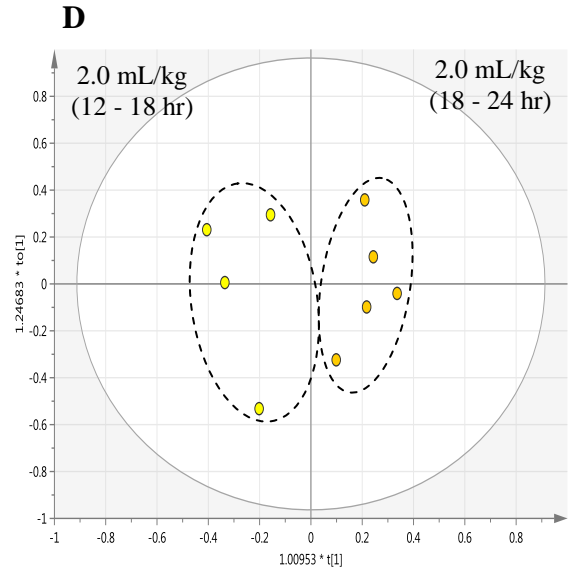 D
2.0 mL/kg
(12 - 18 hr)
2.0 mL/kg
(18 - 24 hr)
0.8
0.6
0.4
0.2
0
-0.2
-0.4
-0.6
-0.8
-1
1.24683 * to[1]
-1 -0.8 -0.6 -0.4 -0.2 0 0.2 0.4 0.6 0.8
1.00953 * t[1]